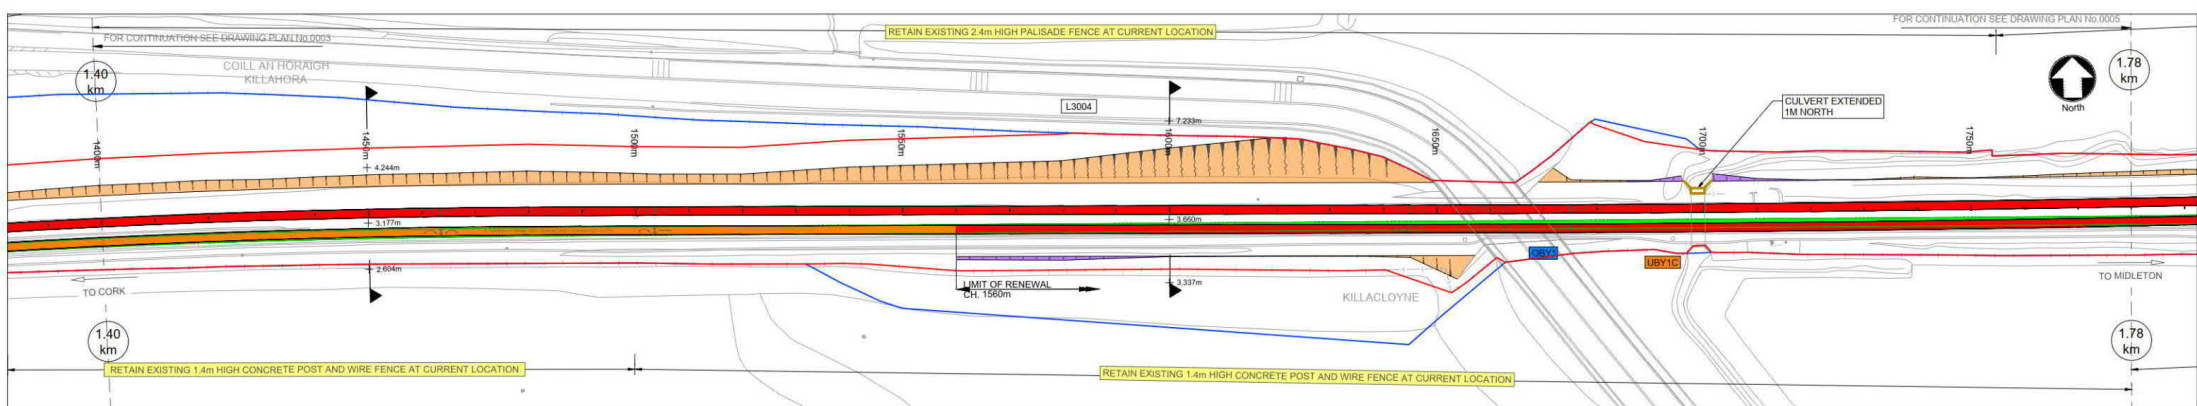 FOR CONTINUATION SEE DRAWING PLAN No.0005
RETAIN EXISTING 2.4m HIGH PALISADE FENCE AT CURRENT LOCATION
FOR CONTINUATION SEE DRAWING PLAN No.0003
COILL AN HÓRAIGH
KILLAHORA
1.40
km
1.78
km
North
CULVERT EXTENDED
1M NORTH
L3004
7.233m
1400m
1450m
1500m
1550m
1600m
1650m
1700m
1750m
4.244m
3.177m
3.660m
2.604m
3.337m
LIMIT OF RENEWAL
CH. 1560m
UBY1C
TO CORK
TO MIDLETON
KILLACLOYNE
1.40
km
1.78
km
RETAIN EXISTING 1.4m HIGH CONCRETE POST AND WIRE FENCE AT CURRENT LOCATION
RETAIN EXISTING 1.4m HIGH CONCRETE POST AND WIRE FENCE AT CURRENT LOCATION